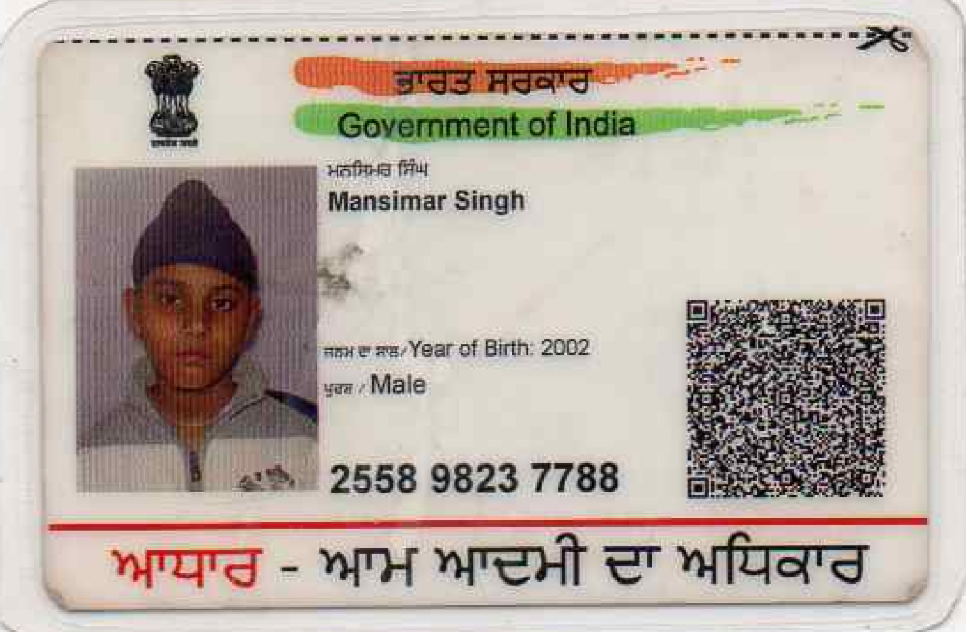 ਭਾਰਤ ਸਰਕਾਰ
Government of India
ਮਨਸਿਮਰ ਸਿੰਘ
Mansimar Singh
ਜਨਮ ਦਾ ਸਾਲ/Year of Birth: 2002
ਪੁਰਸ਼ / Male
2558 9823 7788
ਆਧਾਰ - ਆਮ ਆਦਮੀ ਦਾ ਅਧਿਕਾਰ